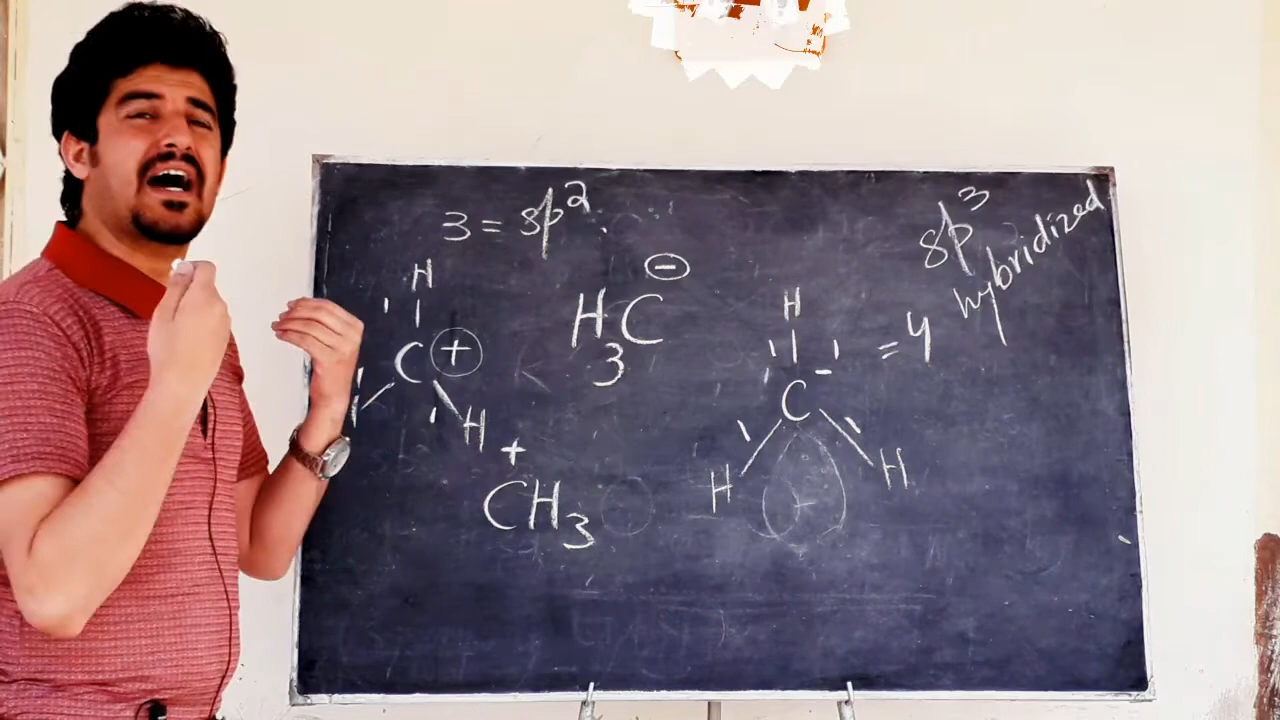 3 = sp²
sp³
hybridized
H
C +
H
+
CH3
H3C −
H
C −
H H
= 4